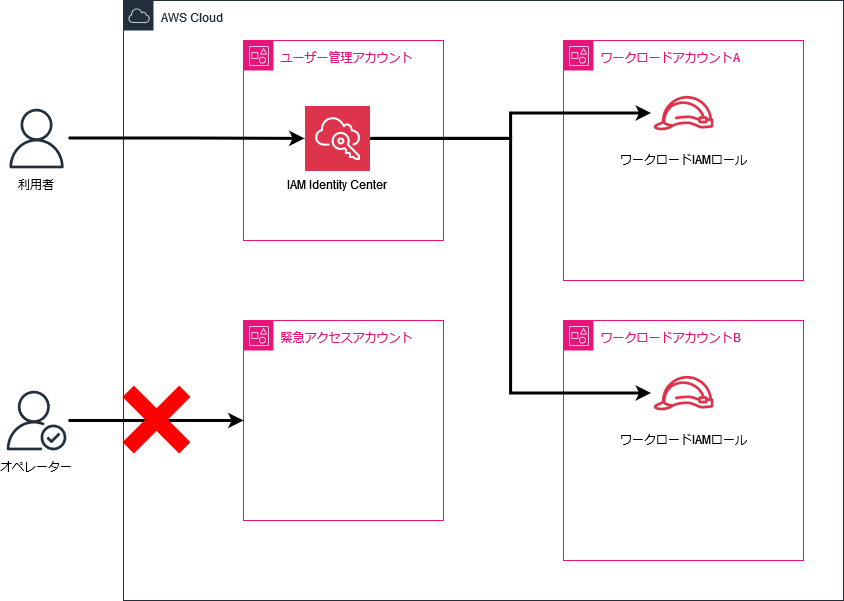 AWS Cloud
ユーザー管理アカウント
ワークロードアカウントA
利用者
IAM Identity Center
ワークロードIAMロール
緊急アクセスアカウント
ワークロードアカウントB
オペレーター
ワークロードIAMロール